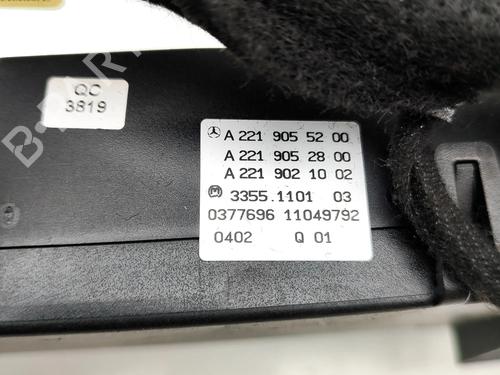 QC
3819
A 221 905 52 00
A 221 905 28 00
A 221 902 10 02
M 3355.1101 03
0377696 11049792
0402 Q 01